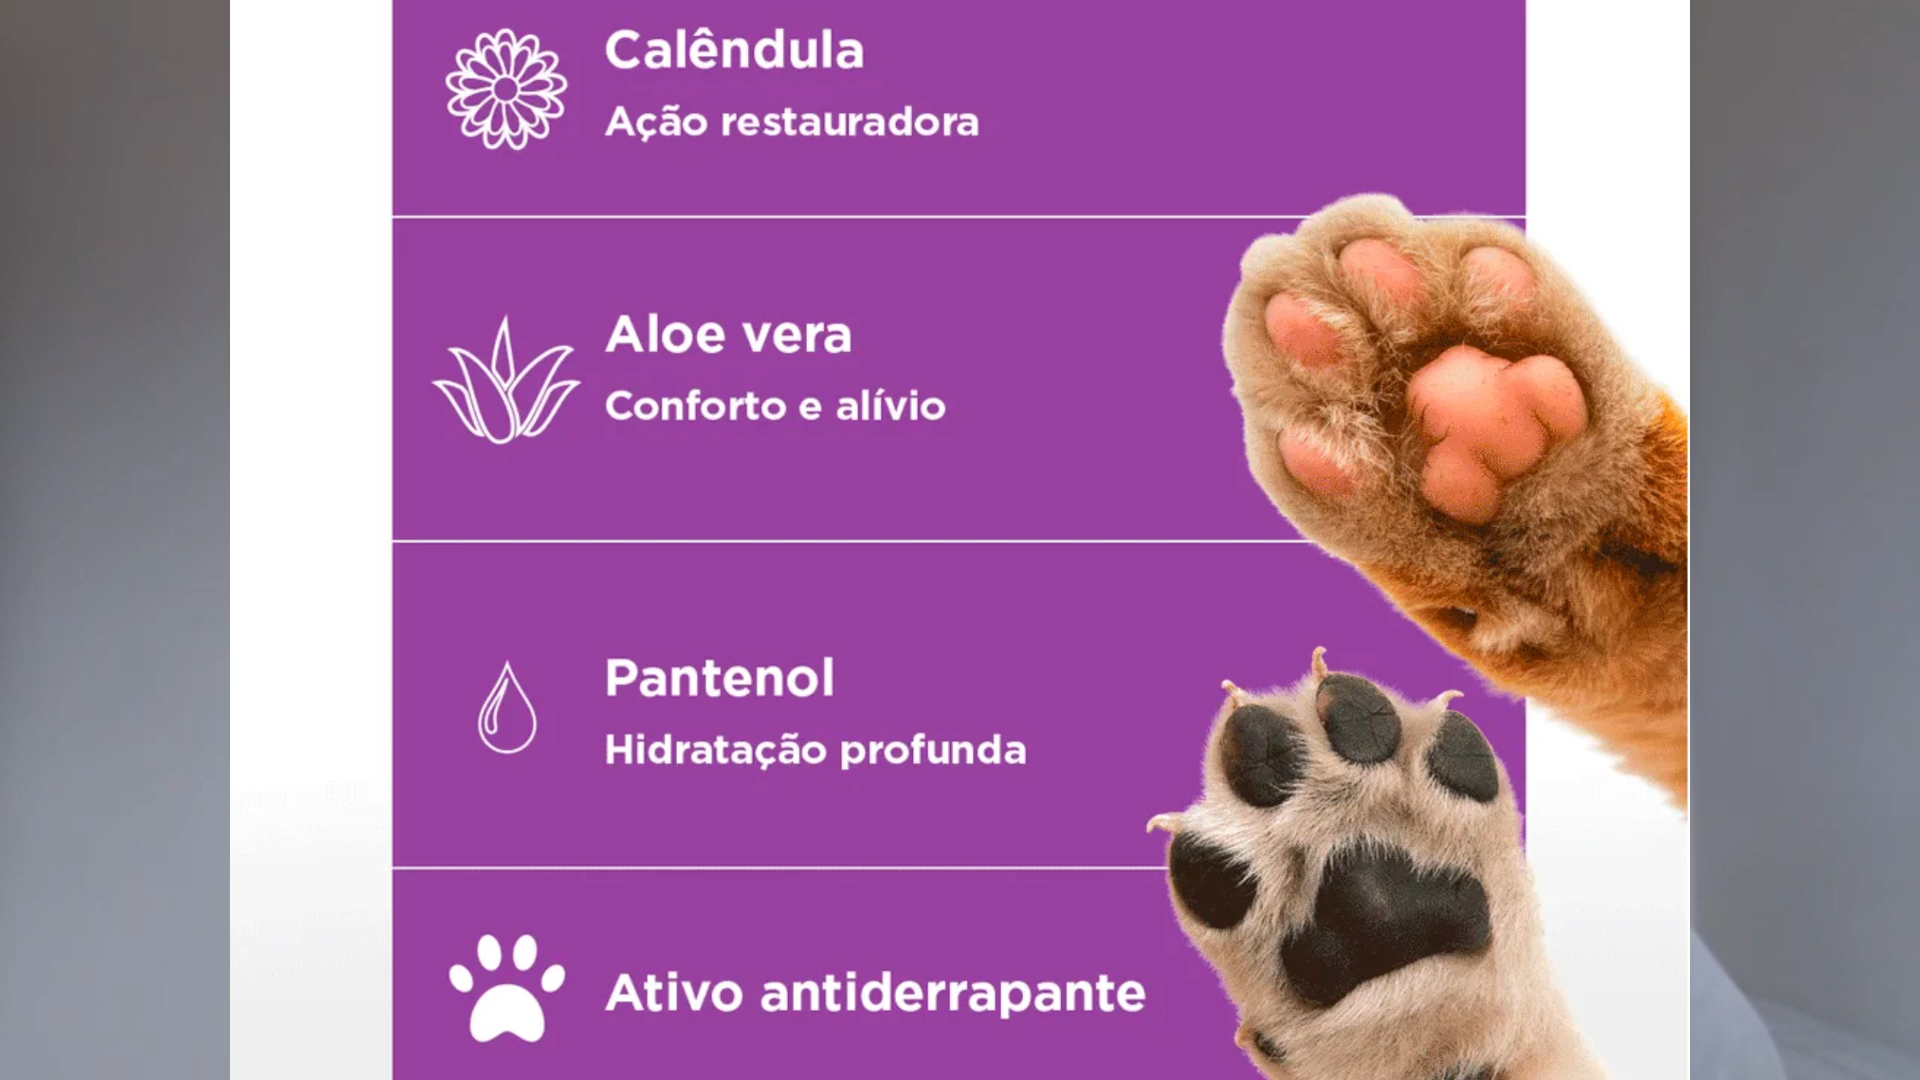 Calêndula
Ação restauradora
Aloe vera
Conforto e alívio
Pantenol
Hidratação profunda
Ativo antiderrapante